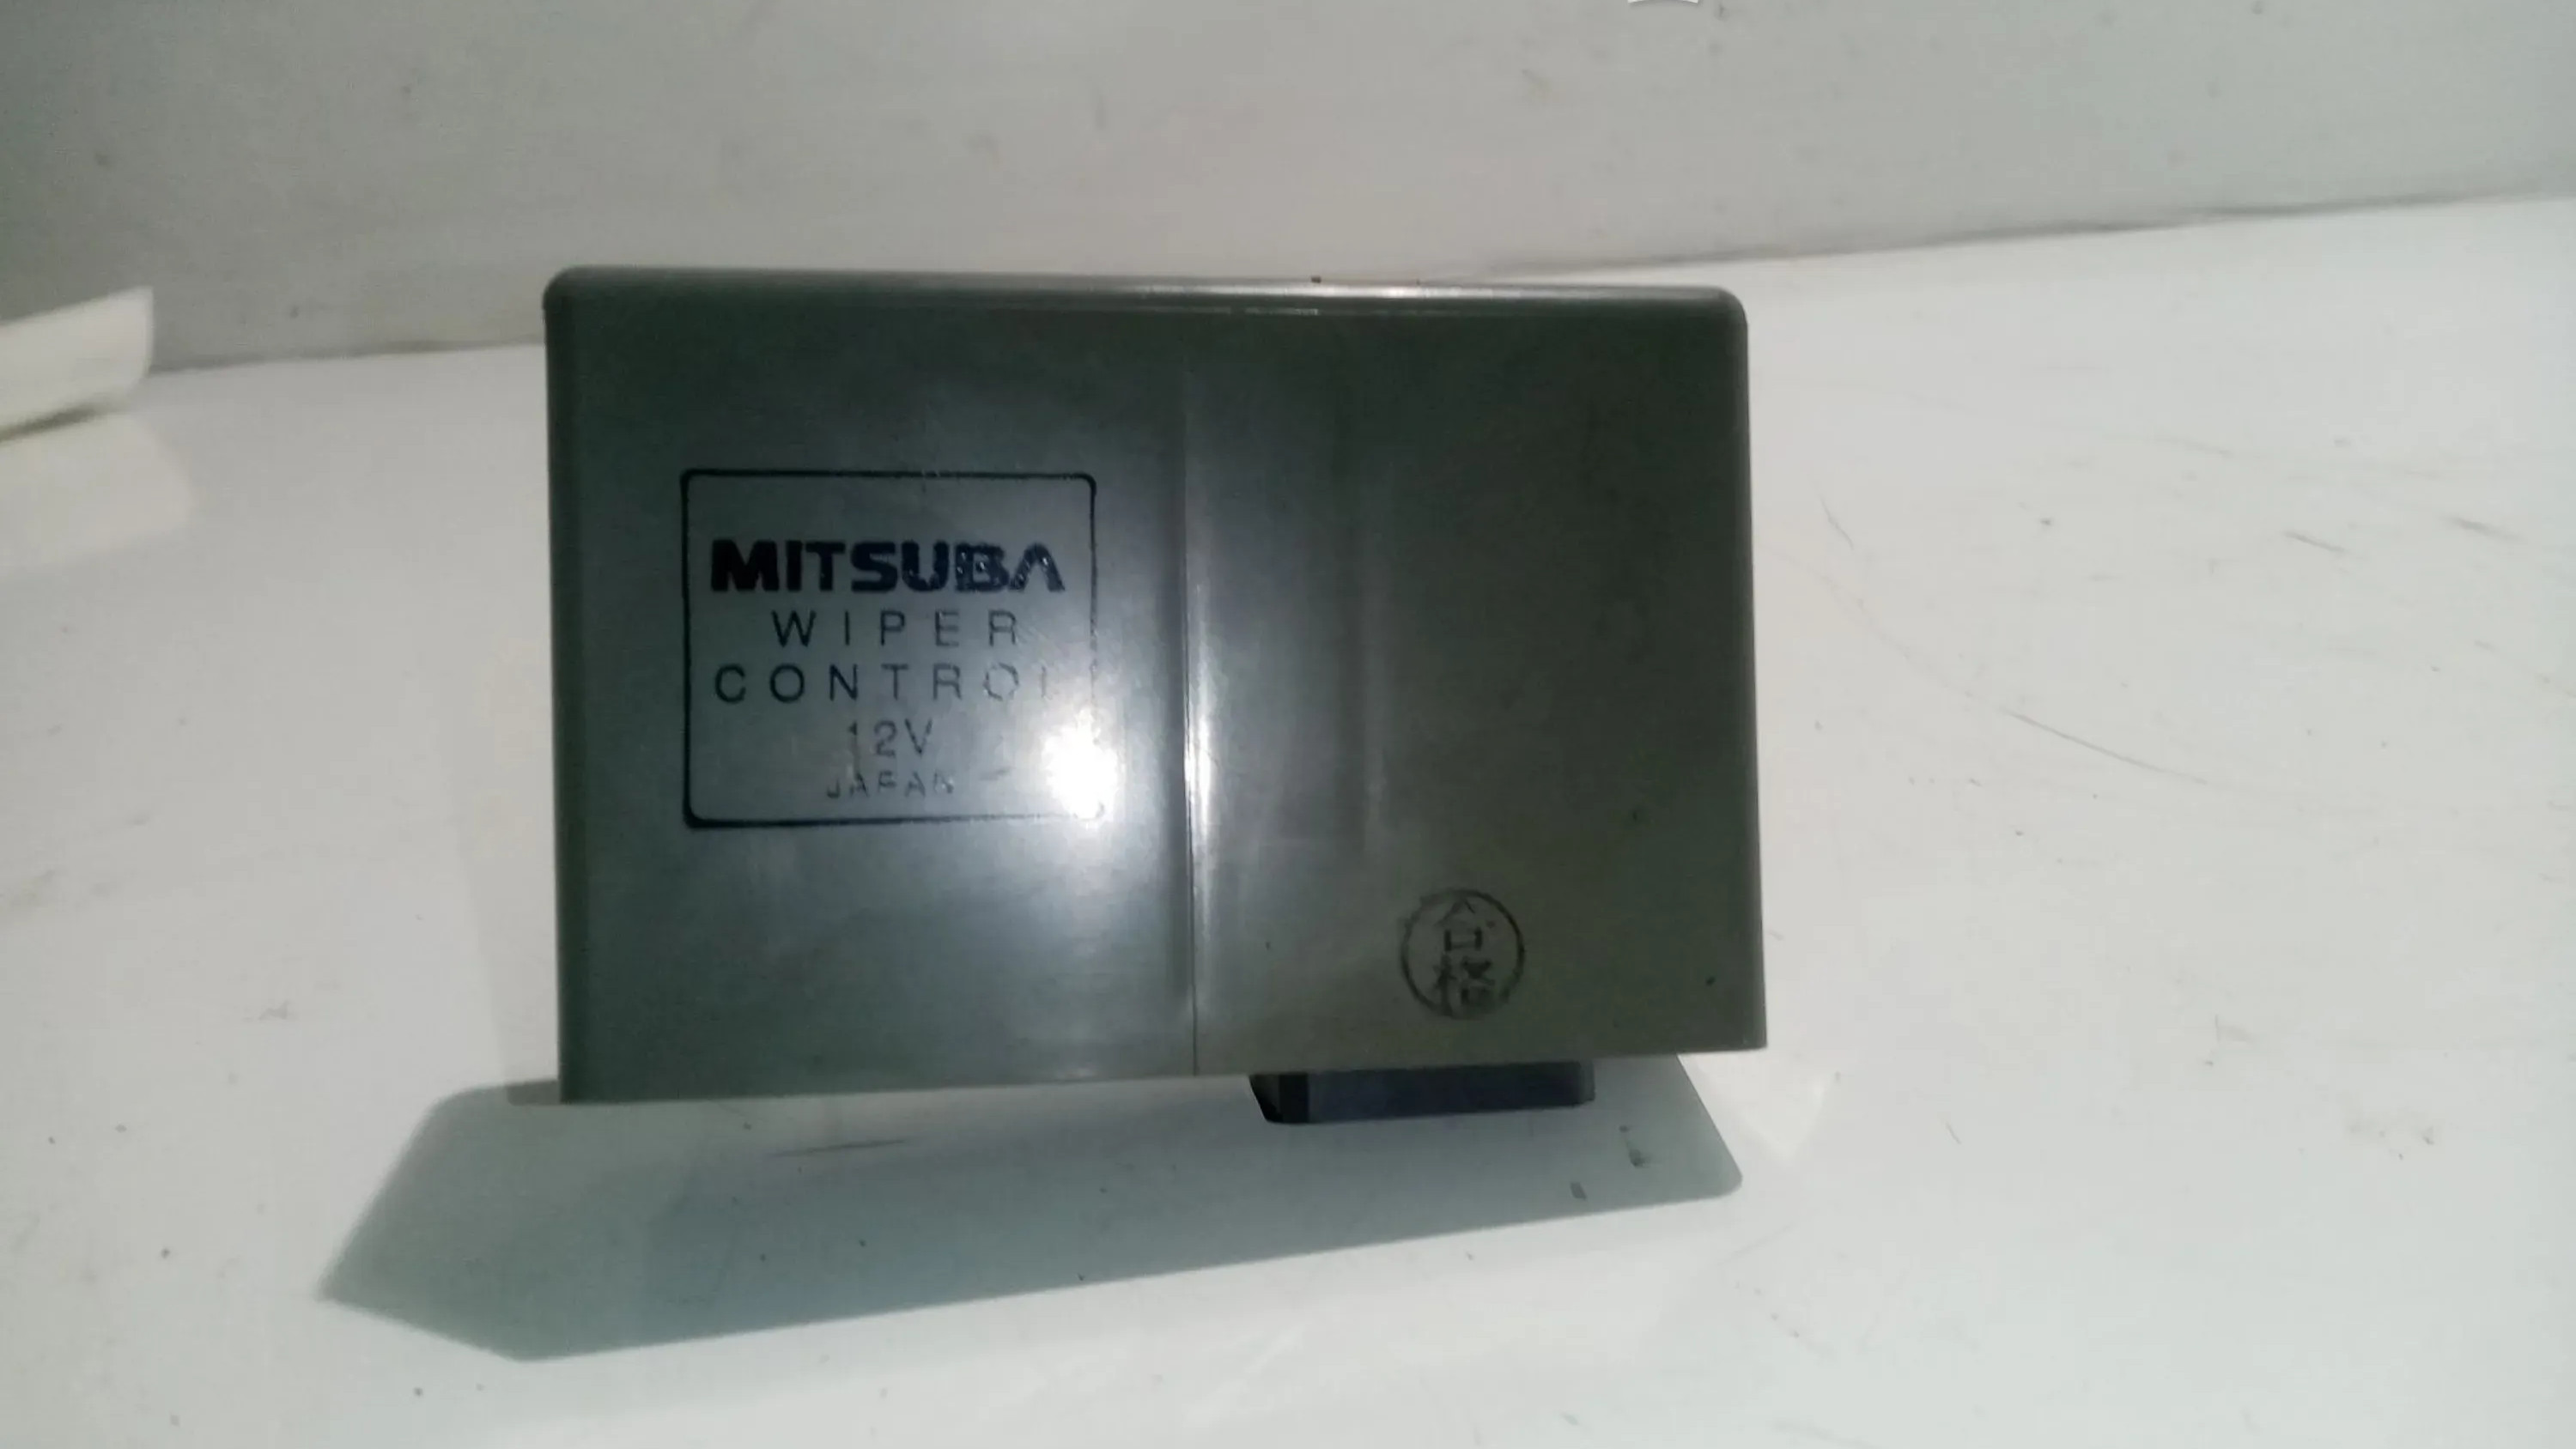 MITSUBA
WIPER
CONTROL
12V
JAPAN
合
格